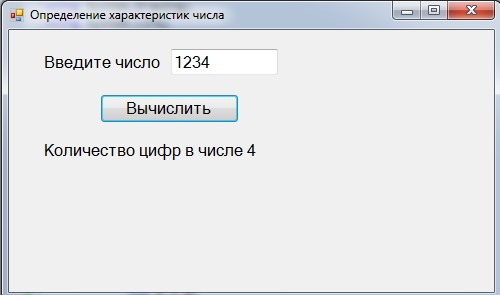 Определение характеристик числа
Введите число 1234
Вычислить
Количество цифр в числе 4